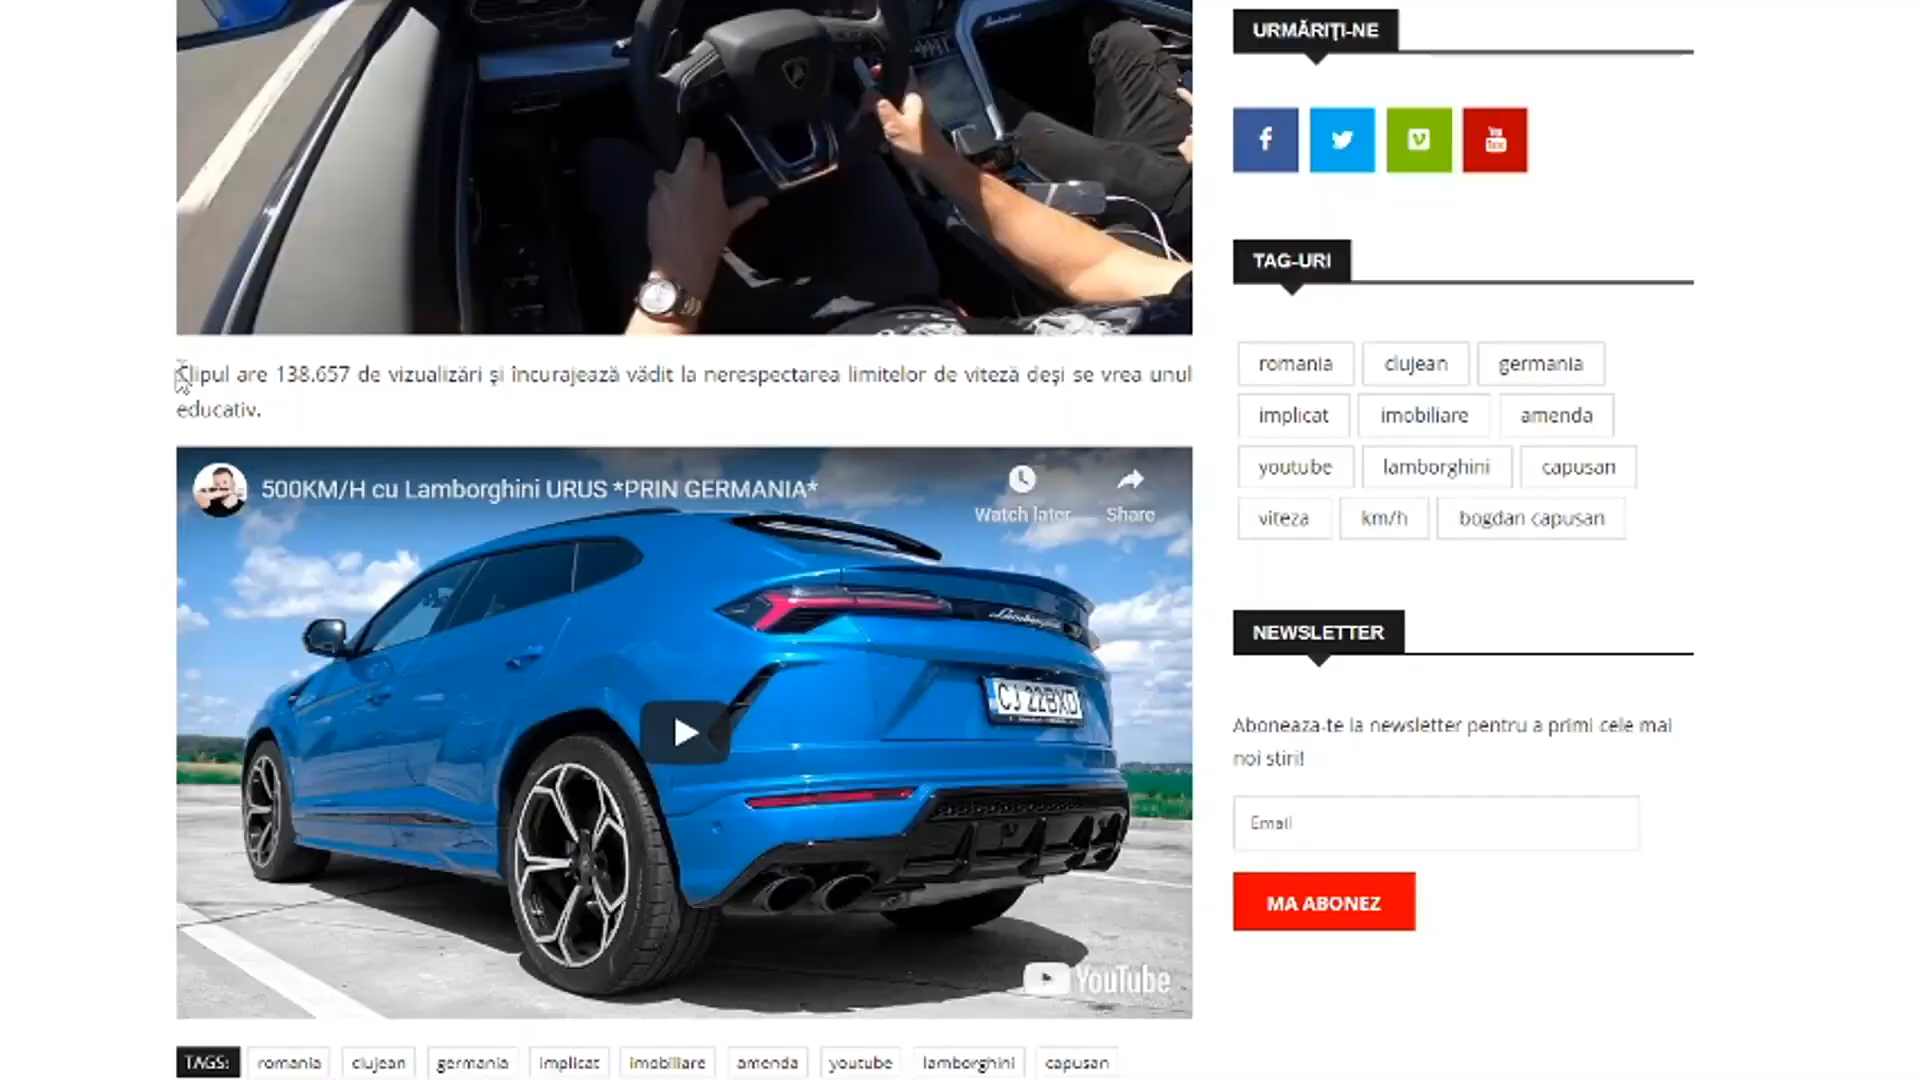 Clipul are 138.657 de vizualizări și încurajează vădit la nerespectarea limitelor de viteză deși se vrea unul
educativ.
500KM/H cu Lamborghini URUS *PRIN GERMANIA*
Watch later
Share
Lamborghini
CJ 22BXD
YouTube
TAGS:
romania
clujean
germania
implicat
imobiliare
amenda
youtube
lamborghini
capusan
URMĂRIȚI-NE
f
You Tube
TAG-URI
romania
clujean
germania
implicat
imobiliare
amenda
youtube
lamborghini
capusan
viteza
km/h
bogdan capusan
NEWSLETTER
Aboneaza-te la newsletter pentru a primi cele mai
noi stiri!
Email
MA ABONEZ